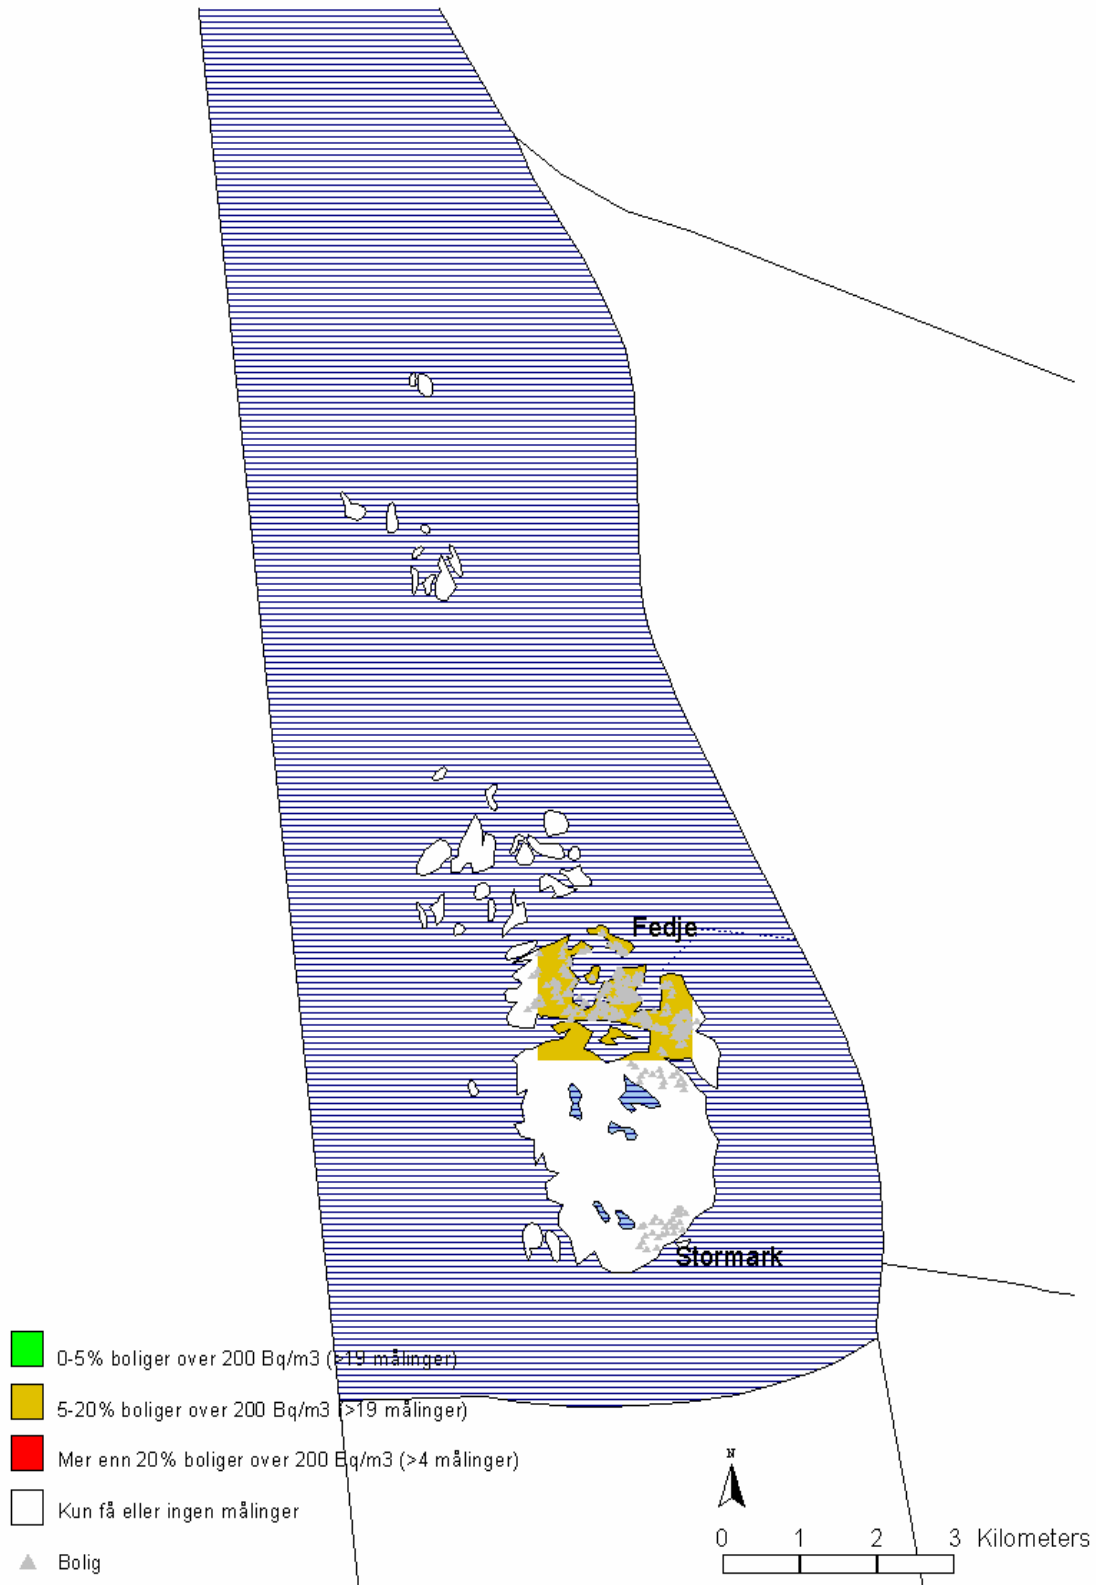 Fedje
Stormark
0-5% boliger over 200 Bq/m3 (>19 målinger)
5-20% boliger over 200 Bq/m3 (>19 målinger)
Mer enn 20% boliger over 200 Bq/m3 (>4 målinger)
Kun få eller ingen målinger
Bolig
N
0 1 2 3 Kilometers